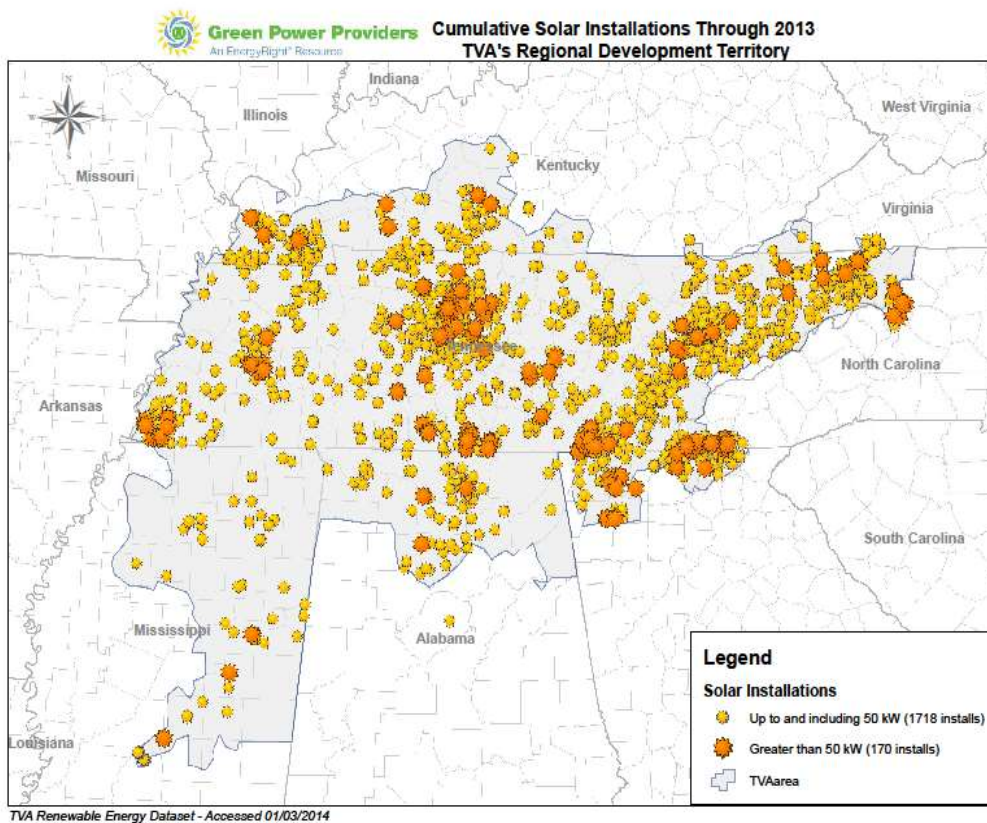 Green Power Providers
An EnergyRight® Resource
Cumulative Solar Installations Through 2013
TVA's Regional Development Territory
Indiana
Illinois
West Virginia
Kentucky
Missouri
Virginia
N
W
E
S
Tennessee
North Carolina
Arkansas
South Carolina
Mississippi
Alabama
Louisiana
Legend
Solar Installations
Up to and including 50 kW (1718 installs)
Greater than 50 kW (170 installs)
TVAarea
TVA Renewable Energy Dataset - Accessed 01/03/2014